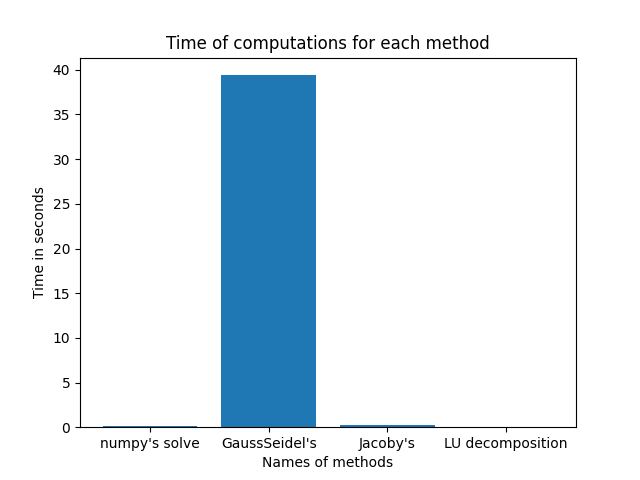 Time of computations for each method
Time in seconds
40
35
30
25
20
15
10
5
0
numpy's solve GaussSeidel's Jacoby's LU decomposition
Names of methods